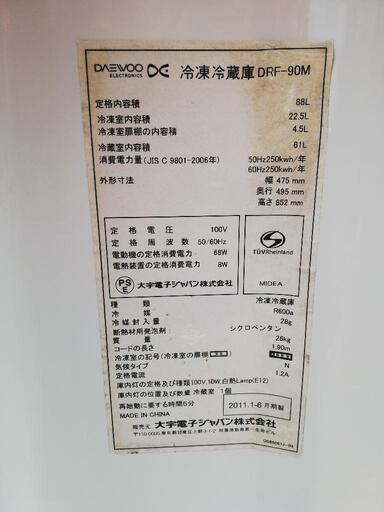 DAEWOO ELECTRONICS 冷凍冷蔵庫 DRF-90M
定格内容積 88L
冷凍室内容積 22.5L
冷凍室扉棚の内容積 4.5L
冷蔵室内容積 61L
消費電力量(JIS C 9801-2006年) 50Hz250kwh/年
60Hz250kwh/年
外形寸法 幅 475 mm
奥行 495 mm
高さ 852 mm
定格電圧 100V
定格周波数 50/60Hz
電動機の定格消費電力 68W
電熱装置の定格消費電力 8W
PS E 大宇電子ジャパン株式会社
TÜVRheinland
MIDEA
種類 冷凍冷蔵庫
冷媒 R600a
冷媒封入量 28g
断熱材用発泡剤: シクロペンタン
質量 26kg
コードの長さ 1.90m
冷凍室の記号(冷凍室の扉棚
気候タイプ N
定格電流 1.2A
庫内灯の定格及び種類100V,10W,白熱Lamp(E12)
庫内灯の位置及び数量 冷蔵室 1個
再始動に要する時間5分
MADE IN CHINA
2011.1-6月期製
販売元 大宇電子ジャパン株式会社